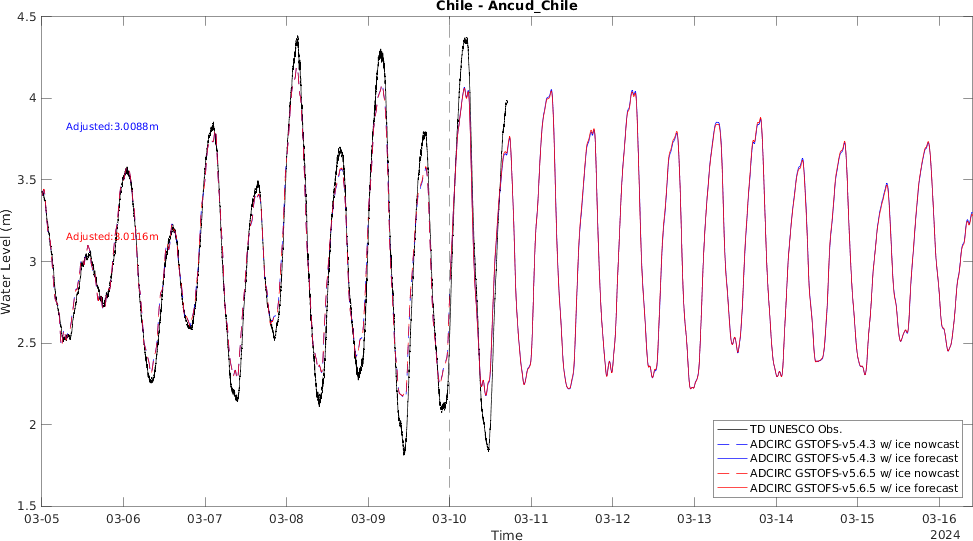 Chile - Ancud_Chile
4.5
4
3.5
3
2.5
2
1.5
Water Level (m)
Adjusted:3.0088m
Adjusted:3.0116m
TD UNESCO Obs.
ADCIRC GSTOFS-v5.4.3 w/ ice nowcast
ADCIRC GSTOFS-v5.4.3 w/ ice forecast
ADCIRC GSTOFS-v5.6.5 w/ ice nowcast
ADCIRC GSTOFS-v5.6.5 w/ ice forecast
03-05 03-06 03-07 03-08 03-09 03-10 03-11 03-12 03-13 03-14 03-15 03-16
Time
2024